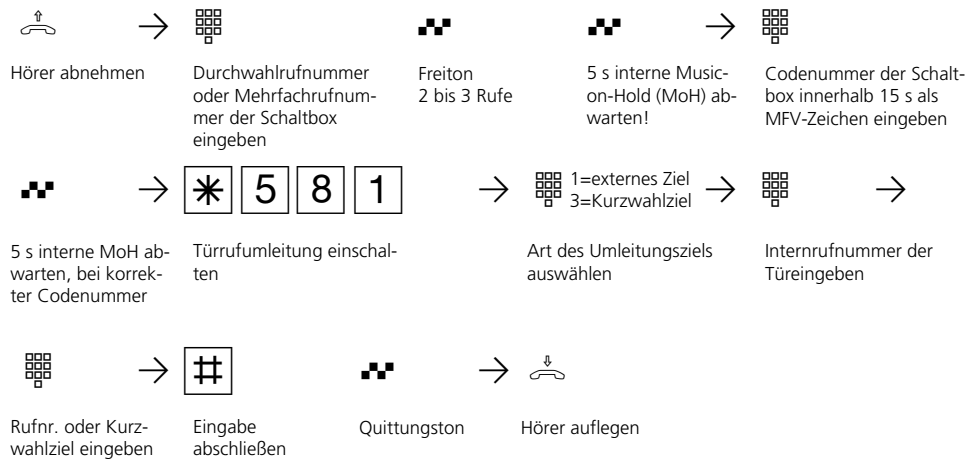 Hörer abnehmen
Durchwahlrufnummer
oder Mehrfachrufnum-
mer der Schaltbox
eingeben
Freiton
2 bis 3 Rufe
5 s interne Music-
on-Hold (MoH) ab-
warten!
Codenummer der Schalt-
box innerhalb 15 s als
MFV-Zeichen eingeben
* 5 8 1
1=externes Ziel
3=Kurzwahlziel
5 s interne MoH ab-
warten, bei korrek-
ter Codenummer
Türrufumleitung einschal-
ten
Art des Umleitungsziels
auswählen
Internrufnummer der
Türeingeben
#
Rufnr. oder Kurz-
wahlziel eingeben
Eingabe
abschließen
Quittungston
Hörer auflegen